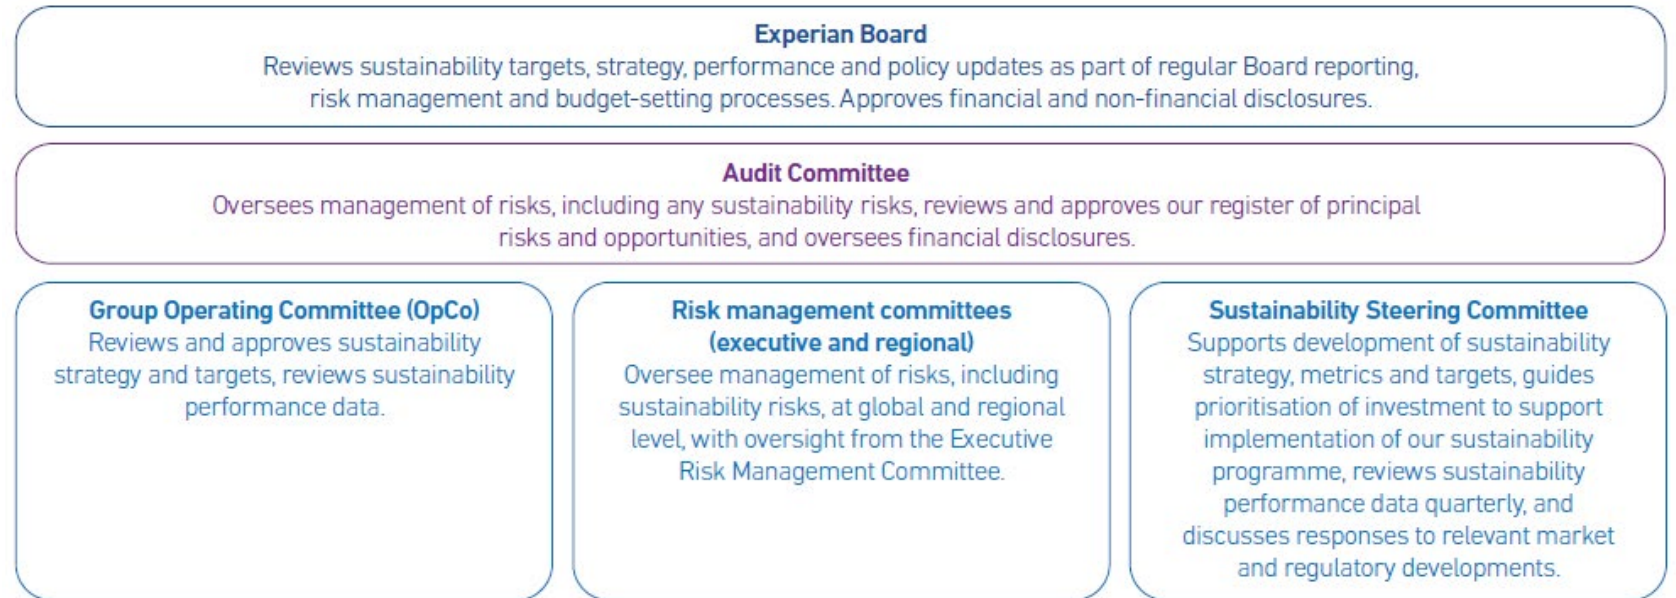 Experian Board
Reviews sustainability targets, strategy, performance and policy updates as part of regular Board reporting,
risk management and budget-setting processes. Approves financial and non-financial disclosures.
Audit Committee
Oversees management of risks, including any sustainability risks, reviews and approves our register of principal
risks and opportunities, and oversees financial disclosures.
Group Operating Committee (OpCo)
Reviews and approves sustainability
strategy and targets, reviews sustainability
performance data.
Risk management committees
(executive and regional)
Oversee management of risks, including
sustainability risks, at global and regional
level, with oversight from the Executive
Risk Management Committee.
Sustainability Steering Committee
Supports development of sustainability
strategy, metrics and targets, guides
prioritisation of investment to support
implementation of our sustainability
programme, reviews sustainability
performance data quarterly, and
discusses responses to relevant market
and regulatory developments.